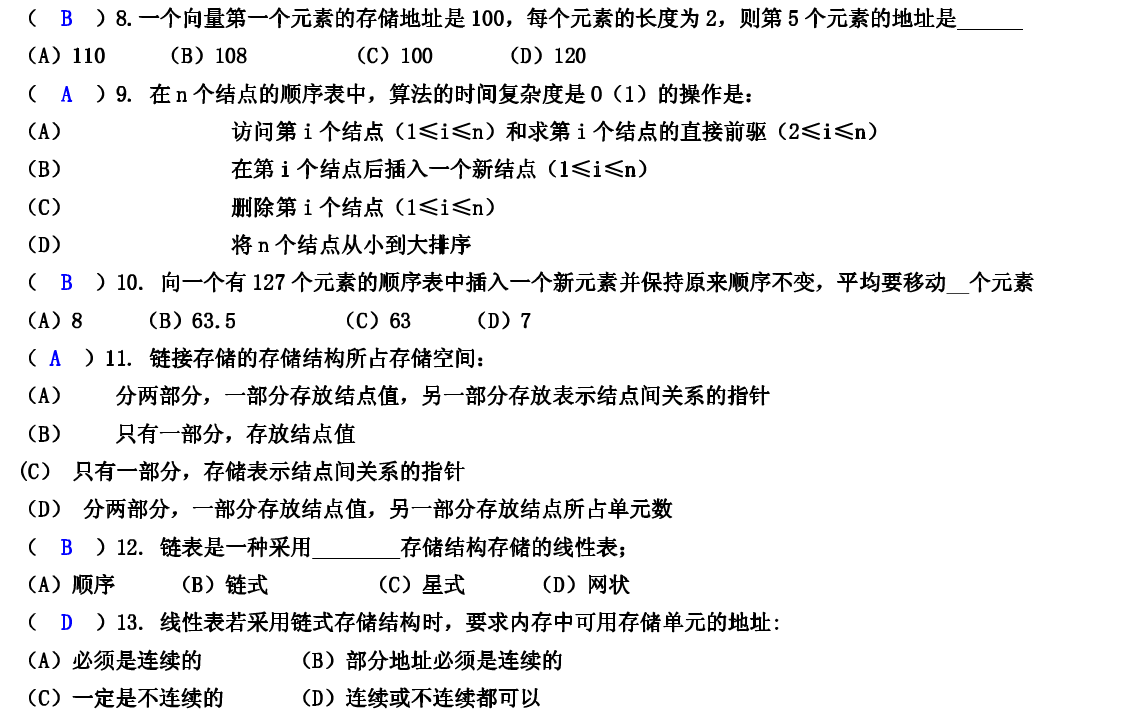 （ B ）8.一个向量第一个元素的存储地址是 100，每个元素的长度为 2，则第 5 个元素的地址是______
（A）110 （B）108 （C）100 （D）120
（ A ）9. 在 n 个结点的顺序表中，算法的时间复杂度是 O（1）的操作是：
（A） 访问第 i 个结点（1≤i≤n）和求第 i 个结点的直接前驱（2≤i≤n）
（B） 在第 i 个结点后插入一个新结点（1≤i≤n）
（C） 删除第 i 个结点（1≤i≤n）
（D） 将 n 个结点从小到大排序
（ B ）10. 向一个有 127 个元素的顺序表中插入一个新元素并保持原来顺序不变，平均要移动__个元素
（A）8 （B）63.5 （C）63 （D）7
（ A ）11. 链接存储的存储结构所占存储空间：
（A） 分两部分，一部分存放结点值，另一部分存放表示结点间关系的指针
（B） 只有一部分，存放结点值
(C） 只有一部分，存储表示结点间关系的指针
（D） 分两部分，一部分存放结点值，另一部分存放结点所占单元数
（ B ）12. 链表是一种采用________存储结构存储的线性表；
（A）顺序 （B）链式 （C）星式 （D）网状
（ D ）13. 线性表若采用链式存储结构时，要求内存中可用存储单元的地址：
（A）必须是连续的 （B）部分地址必须是连续的
（C）一定是不连续的 （D）连续或不连续都可以